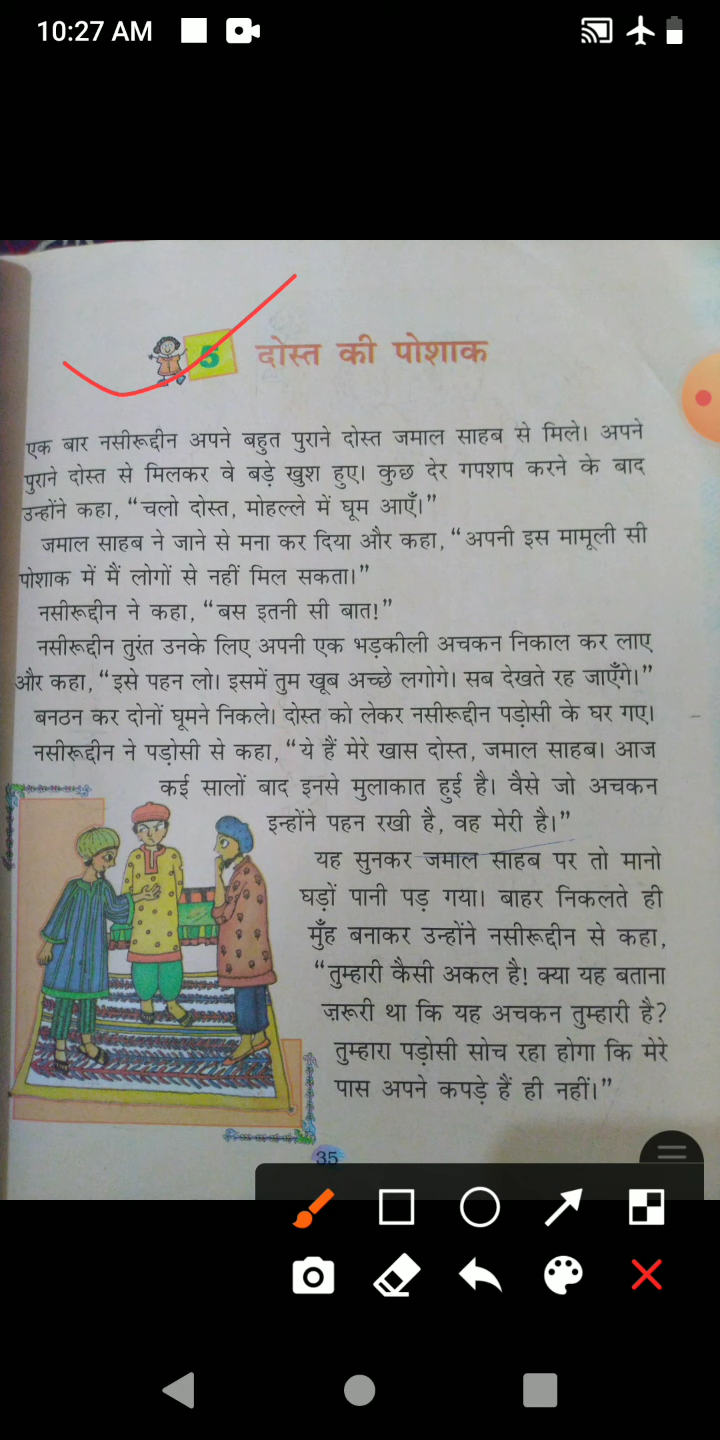 10:27 AM
5 दोस्त की पोशाक
एक बार नसीरूद्दीन अपने बहुत पुराने दोस्त जमाल साहब से मिले। अपने
पुराने दोस्त से मिलकर वे बड़े खुश हुए। कुछ देर गपशप करने के बाद
उन्होंने कहा, “चलो दोस्त, मोहल्ले में घूम आएँ।”
जमाल साहब ने जाने से मना कर दिया और कहा, “अपनी इस मामूली सी
पोशाक में मैं लोगों से नहीं मिल सकता।”
नसीरूद्दीन ने कहा, “बस इतनी सी बात!”
नसीरूद्दीन तुरंत उनके लिए अपनी एक भड़कीली अचकन निकाल कर लाए
और कहा, “इसे पहन लो। इसमें तुम खूब अच्छे लगोगे। सब देखते रह जाएँगे।”
बनठन कर दोनों घूमने निकले। दोस्त को लेकर नसीरूद्दीन पड़ोसी के घर गए।
नसीरूद्दीन ने पड़ोसी से कहा, “ये हैं मेरे खास दोस्त, जमाल साहब। आज
कई सालों बाद इनसे मुलाकात हुई है। वैसे जो अचकन
इन्होंने पहन रखी है, वह मेरी है।”
यह सुनकर जमाल साहब पर तो मानो
घड़ों पानी पड़ गया। बाहर निकलते ही
मुँह बनाकर उन्होंने नसीरूद्दीन से कहा,
“तुम्हारी कैसी अकल है! क्या यह बताना
ज़रूरी था कि यह अचकन तुम्हारी है?
तुम्हारा पड़ोसी सोच रहा होगा कि मेरे
पास अपने कपड़े हैं ही नहीं।”
35